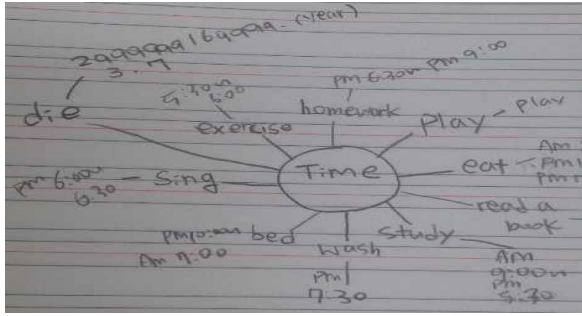 299999916999. (year)
3. 7
die
5:30~
6:00
exercise
pm 6:30~ pm 9:00
homework
play - play
Time
eat
Am
pm
pm
read a
book
study
AM
9:00~
pm
5:30
wash
pm
7:30
bed
pm10:00~
Am 7:00
sing
pm 6:00~
6:30